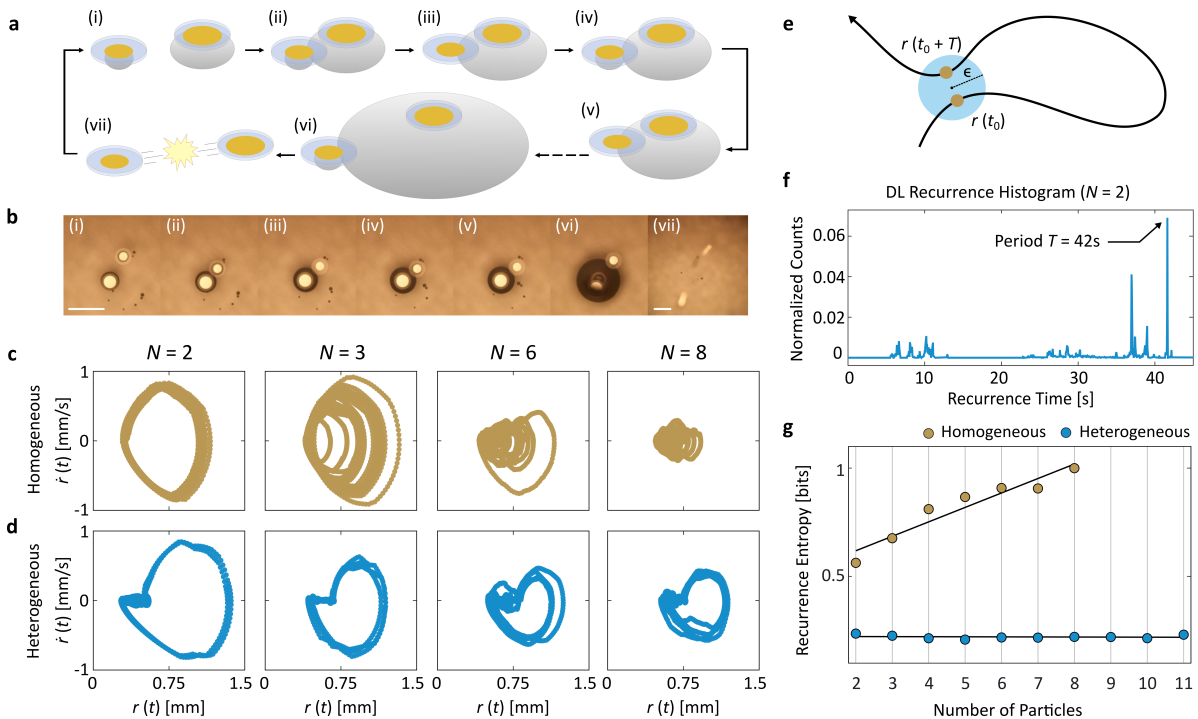 a
(i)
(ii)
(iii)
(iv)
(v)
(vi)
(vii)
b
(i)
(ii)
(iii)
(iv)
(v)
(vi)
(vii)
c
N = 2
N = 3
N = 6
N = 8
Homogeneous
ṙ (t) [mm/s]
1
0
-1
d
Heterogeneous
ṙ (t) [mm/s]
1
0
-1
0
0.75
1.5
0
0.75
1.5
0
0.75
1.5
0
0.75
1.5
r (t) [mm]
r (t) [mm]
r (t) [mm]
r (t) [mm]
e
r (t₀ + T)
ϵ
r (t₀)
f
DL Recurrence Histogram (N = 2)
Normalized Counts
0.06
0.04
0.02
0
Period T = 42s
0
10
20
30
40
Recurrence Time [s]
g
Homogeneous
Heterogeneous
Recurrence Entropy [bits]
1
0.5
2
3
4
5
6
7
8
9
10
11
Number of Particles